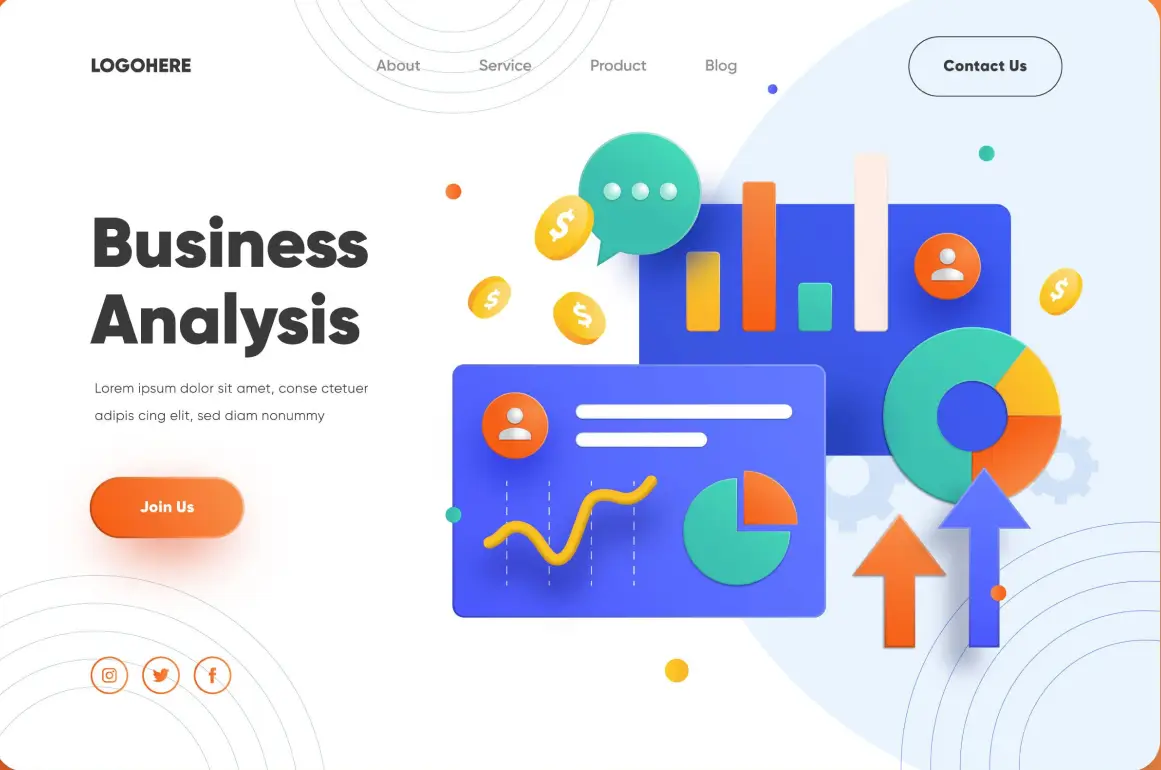 LOGOHERE
About
Service
Product
Blog
Contact Us
Business
Analysis
Lorem ipsum dolor sit amet, conse ctetuer
adipis cing elit, sed diam nonummy
Join Us
$
$
$
$